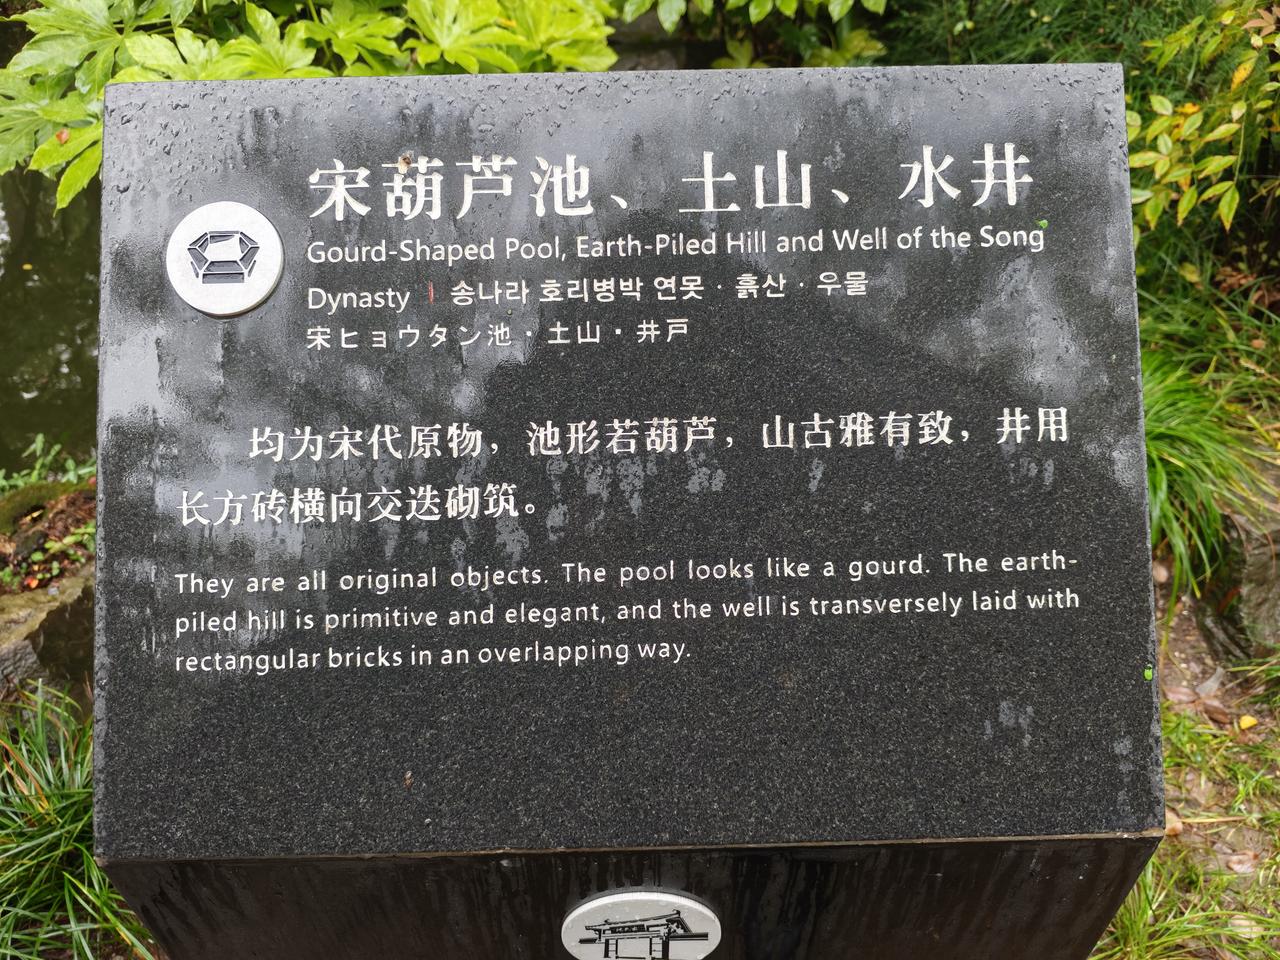 宋葫芦池、土山、水井
Gourd-Shaped Pool, Earth-Piled Hill and Well of the Song
Dynasty | 송나라 호리병박 연못 · 흙산 · 우물
宋ヒョウタン池・土山・井戸
均为宋代原物，池形若葫芦，山古雅有致，井用
长方砖横向交迭砌筑。
They are all original objects. The pool looks like a gourd. The earth-
piled hill is primitive and elegant, and the well is transversely laid with
rectangular bricks in an overlapping way.